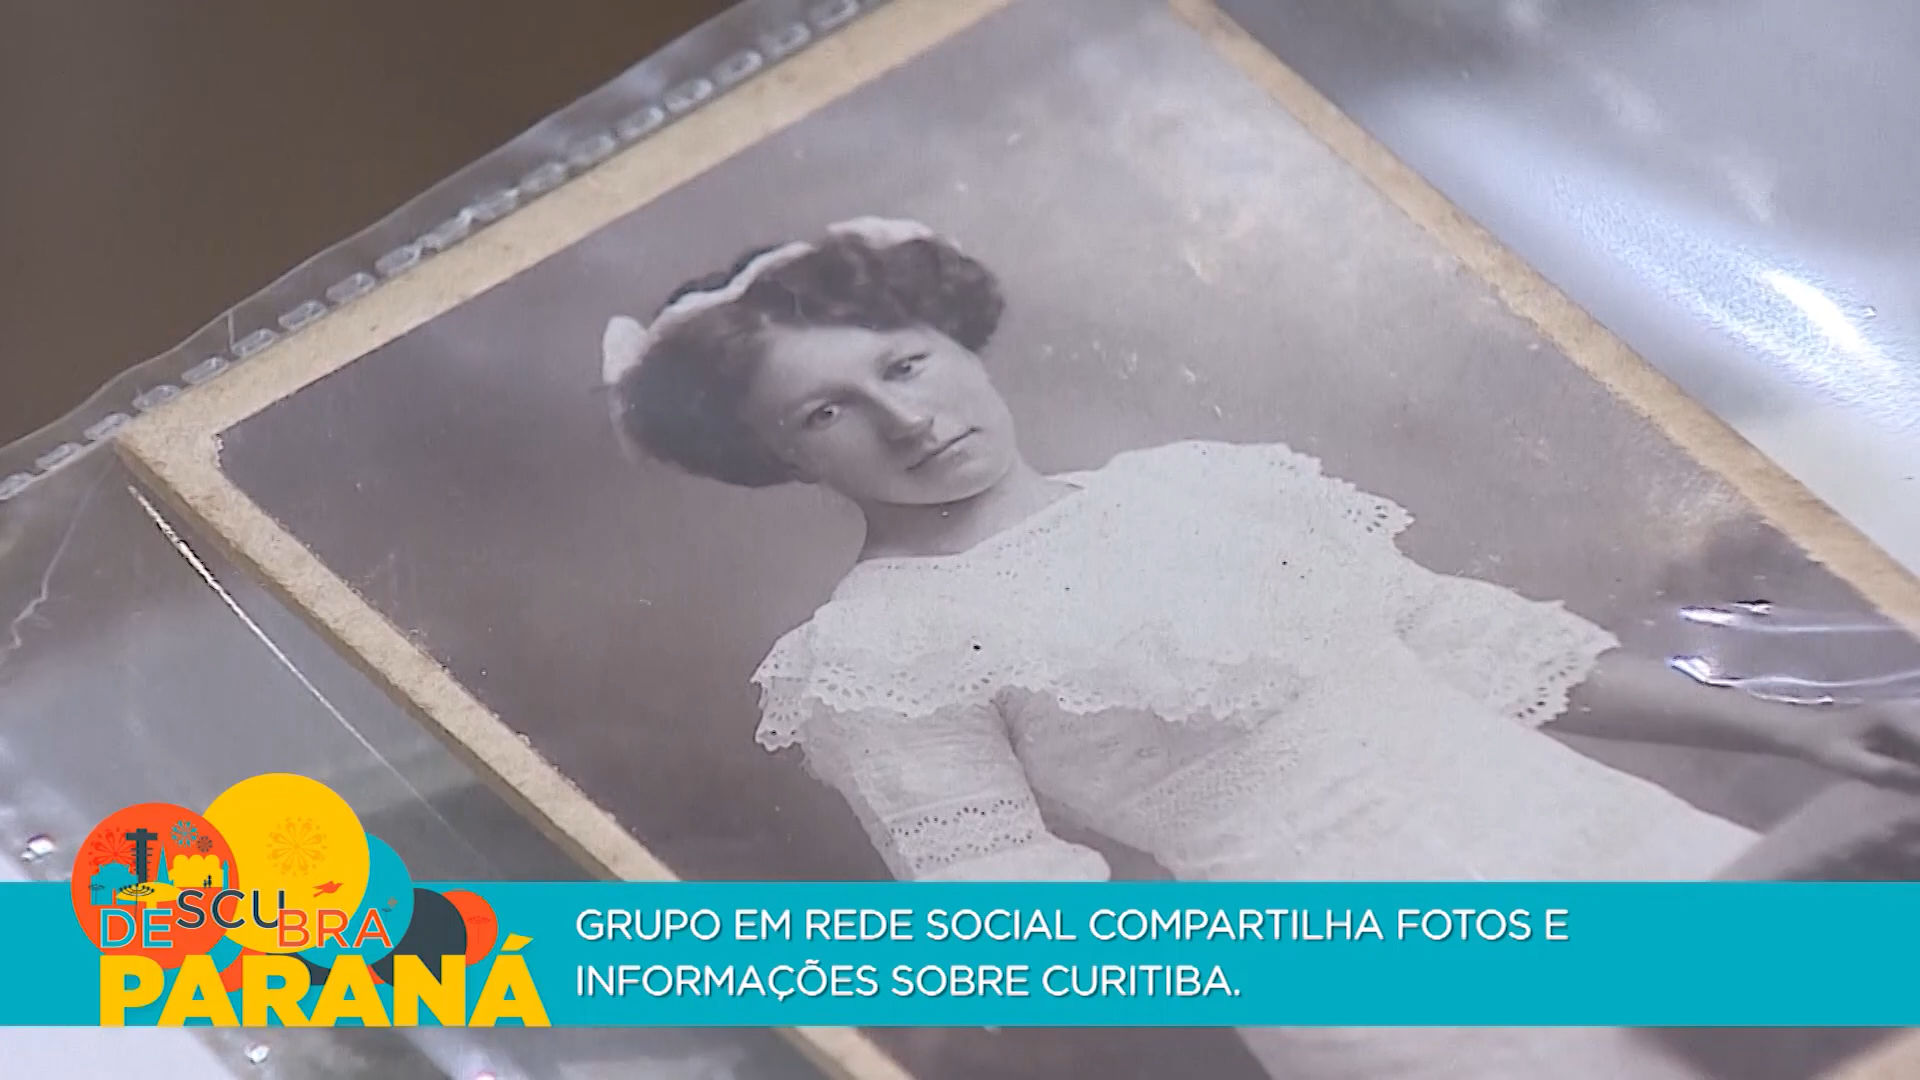 DESCUBRA
PARANÁ
GRUPO EM REDE SOCIAL COMPARTILHA FOTOS E
INFORMAÇÕES SOBRE CURITIBA.